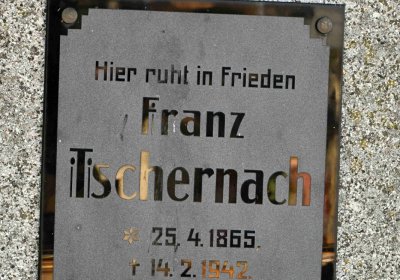 Hier ruht in Frieden
Franz
Tschernach
* 25. 4. 1865.
† 14. 2. 1942.